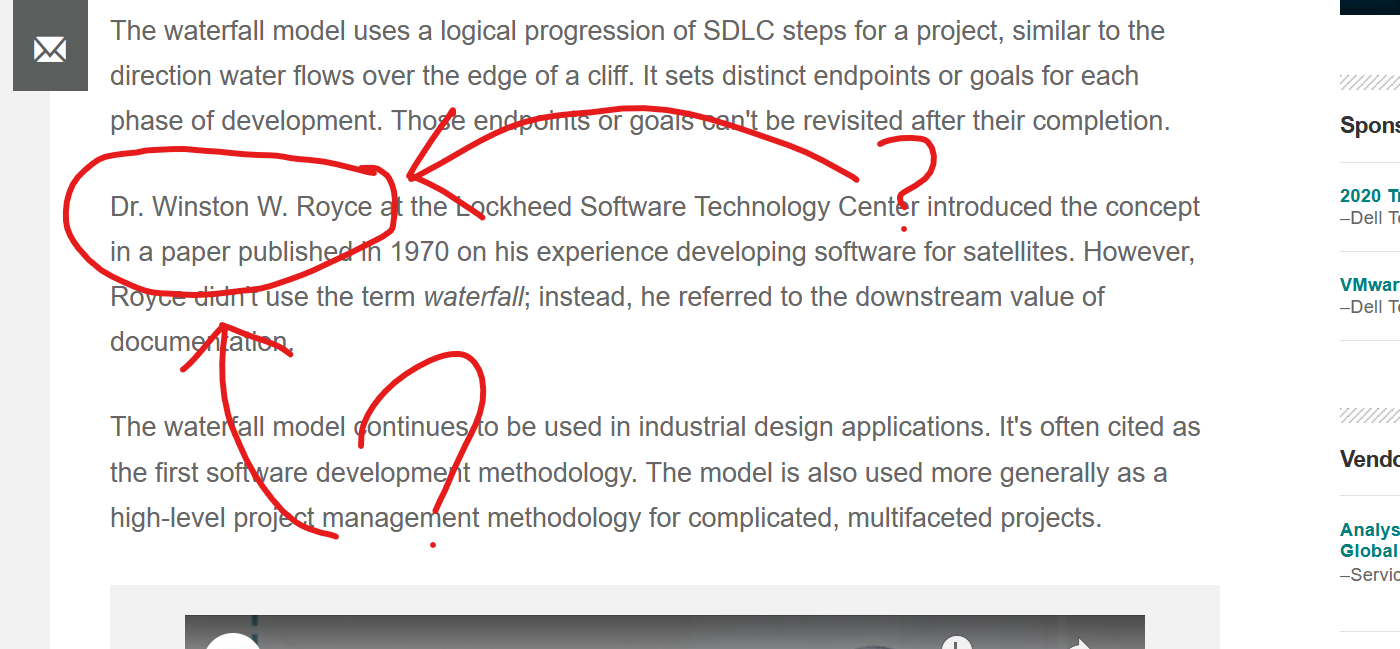 The waterfall model uses a logical progression of SDLC steps for a project, similar to the
direction water flows over the edge of a cliff. It sets distinct endpoints or goals for each
phase of development. Those endpoints or goals can't be revisited after their completion.
Dr. Winston W. Royce at the Lockheed Software Technology Center introduced the concept
in a paper published in 1970 on his experience developing software for satellites. However,
Royce didn't use the term waterfall; instead, he referred to the downstream value of
documentation.
The waterfall model continues to be used in industrial design applications. It's often cited as
the first software development methodology. The model is also used more generally as a
high-level project management methodology for complicated, multifaceted projects.
?
?
Spons
2020 T
–Dell T
VMwar
–Dell T
Vendo
Analys
Global
–Servic